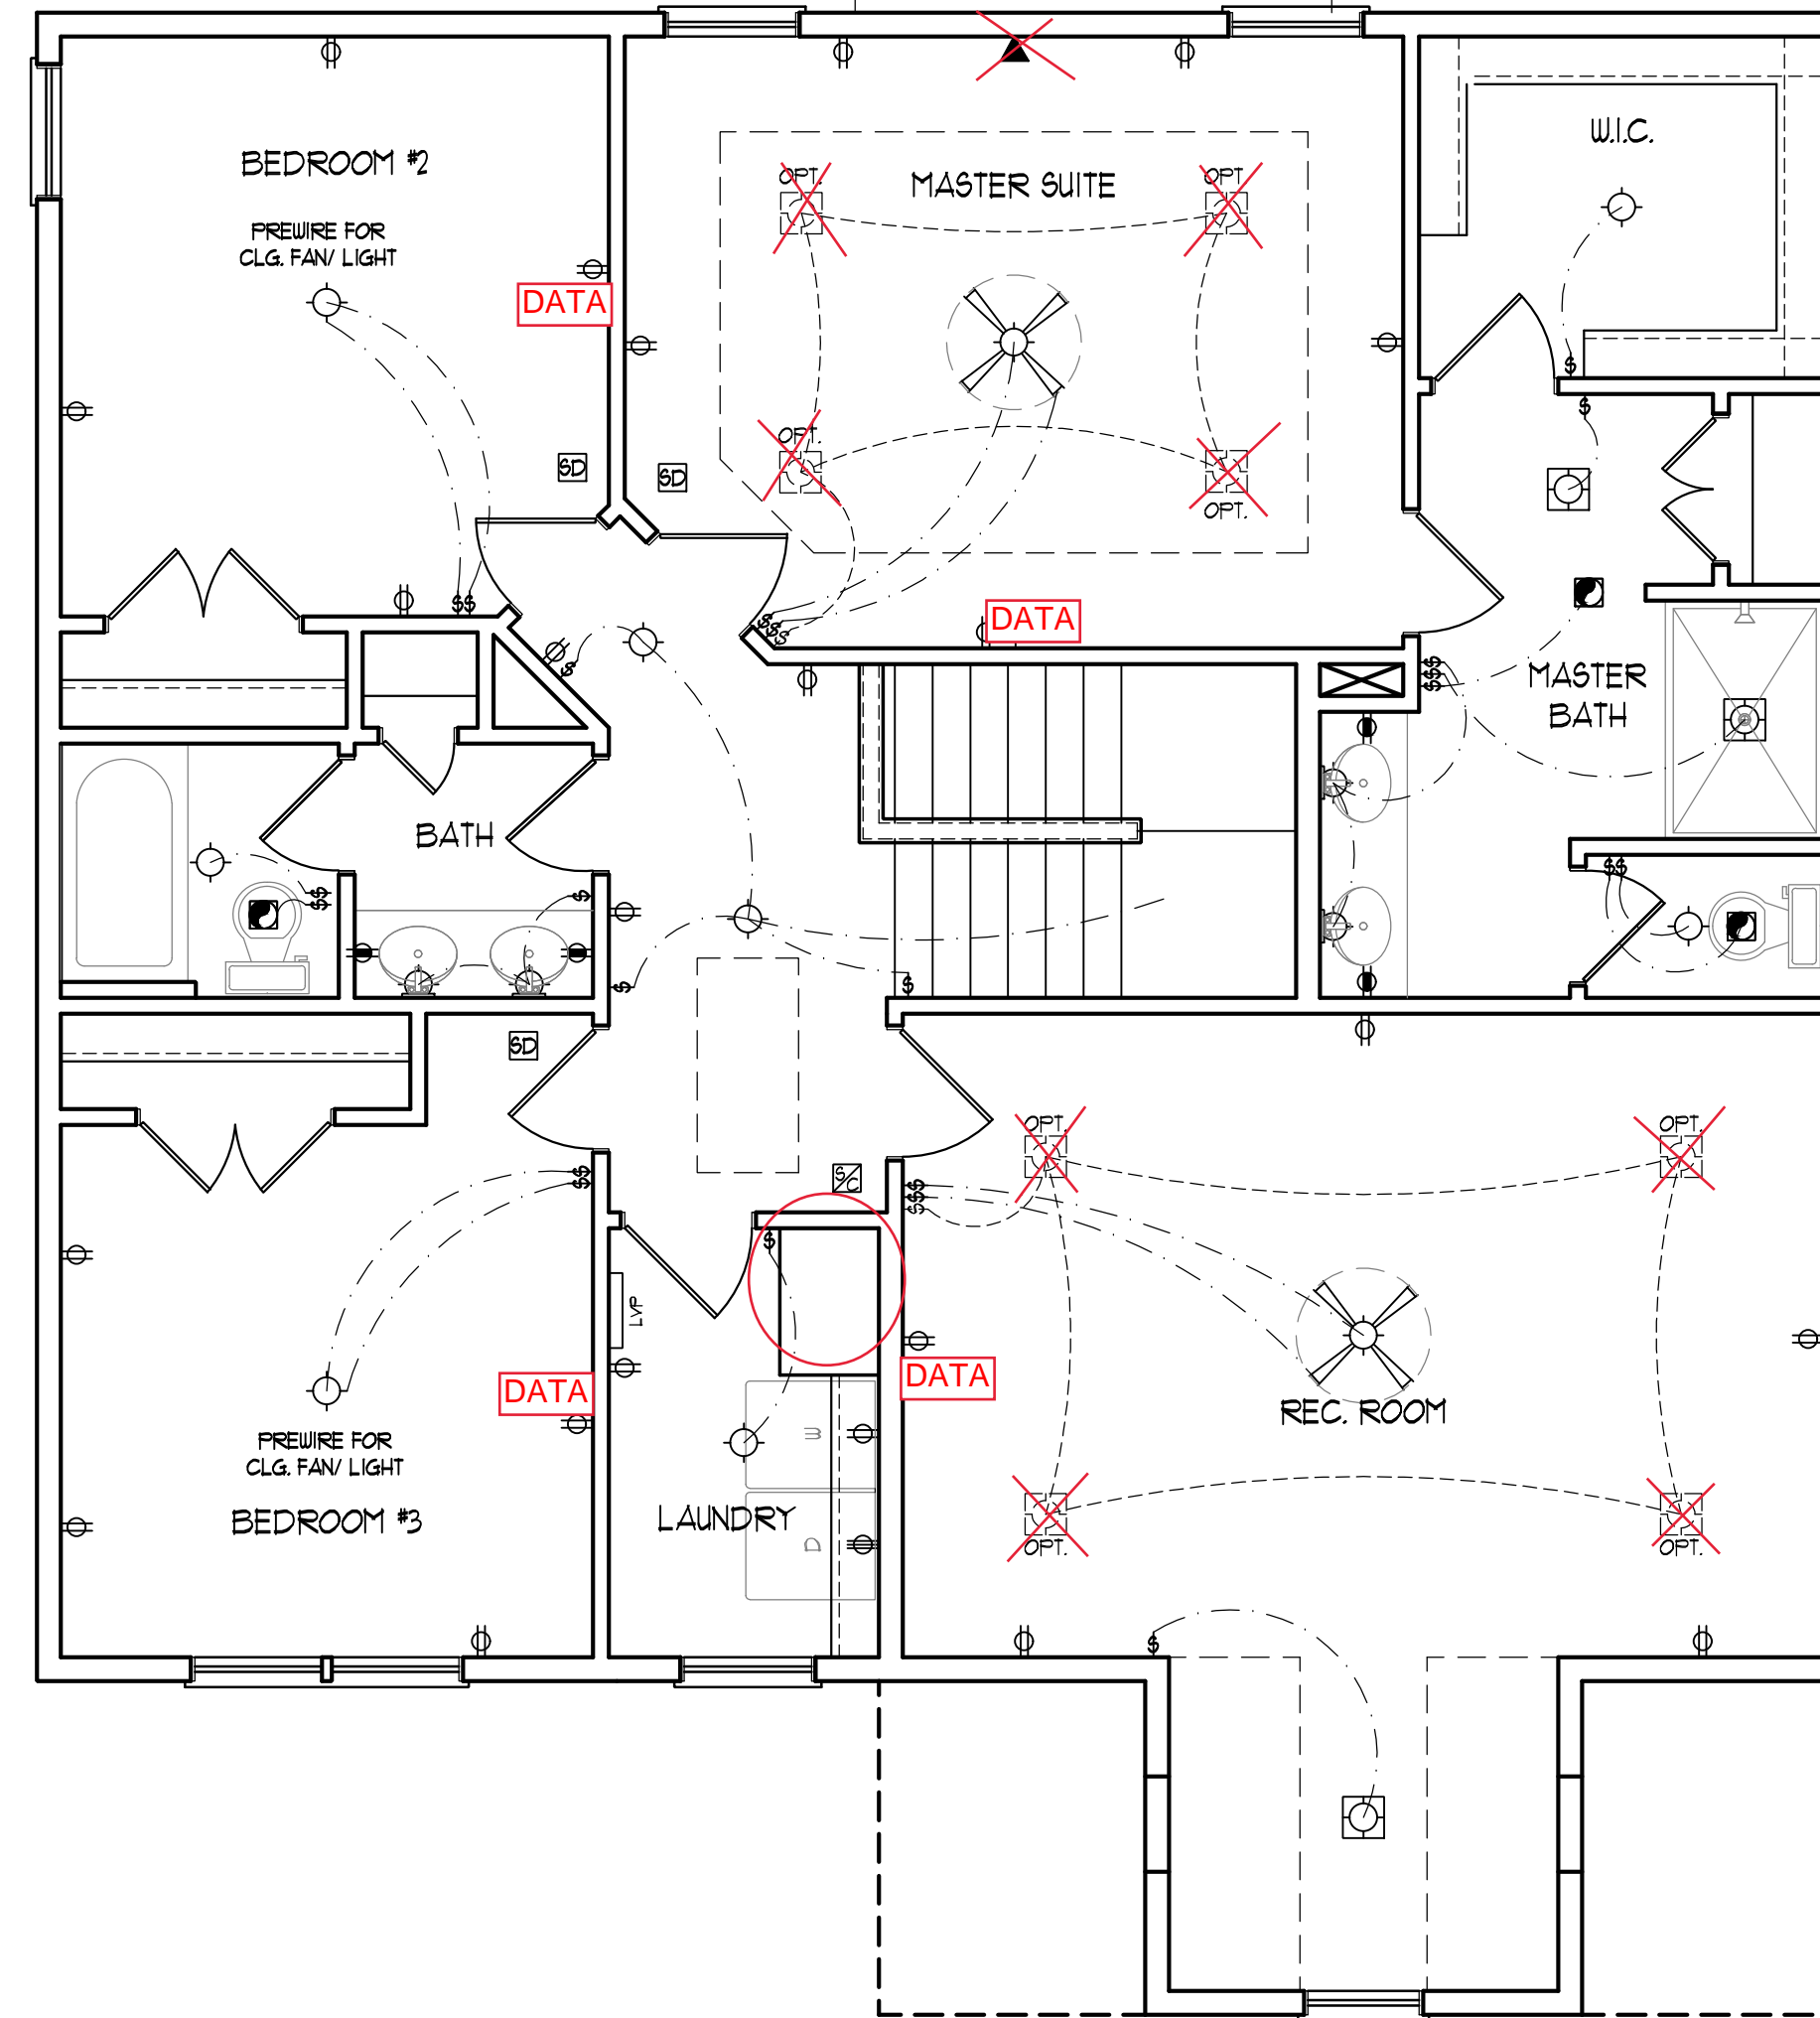 BEDROOM #2
PREWIRE FOR
CLG. FAN/ LIGHT
DATA
SD
$$
OPT.
MASTER SUITE
OPT.
OPT.
OPT.
SD
DATA
$$$
$
W.I.C.
$
$
$$$
MASTER
BATH
$$
BATH
$$
$
$
$
SD
S/C
$$
$
LVP
DATA
PREWIRE FOR
CLG. FAN/ LIGHT
BEDROOM #3
W
LAUNDRY
D
OPT.
OPT.
$$$
DATA
REC. ROOM
OPT.
OPT.
$